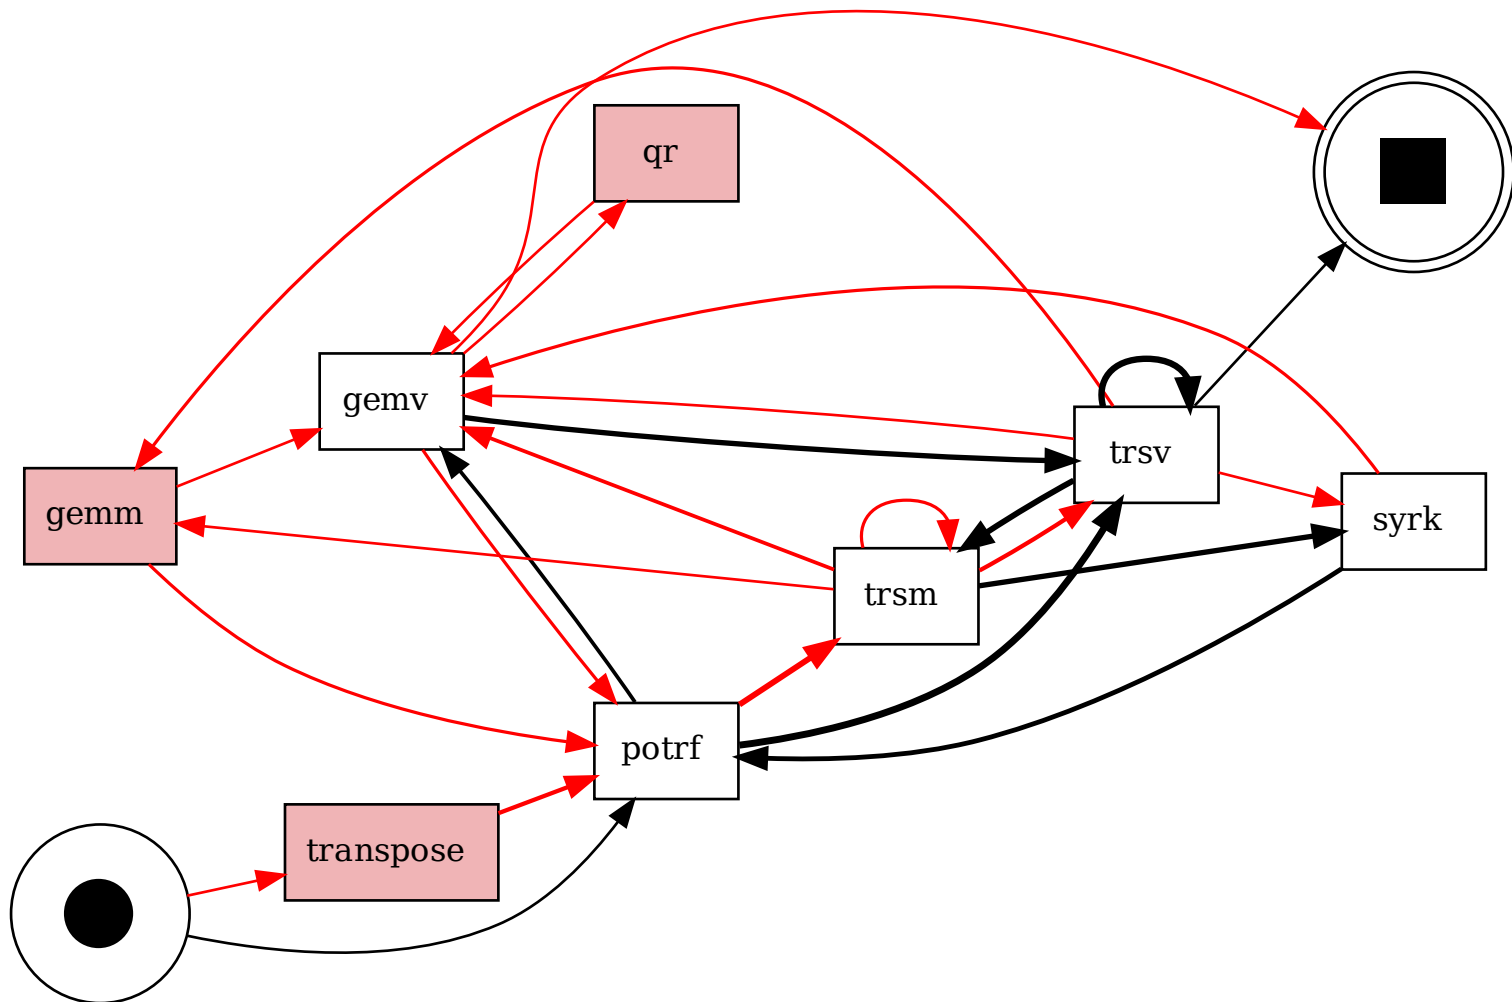 qr
gemv
trsv
gemm
syrk
trsm
potrf
transpose